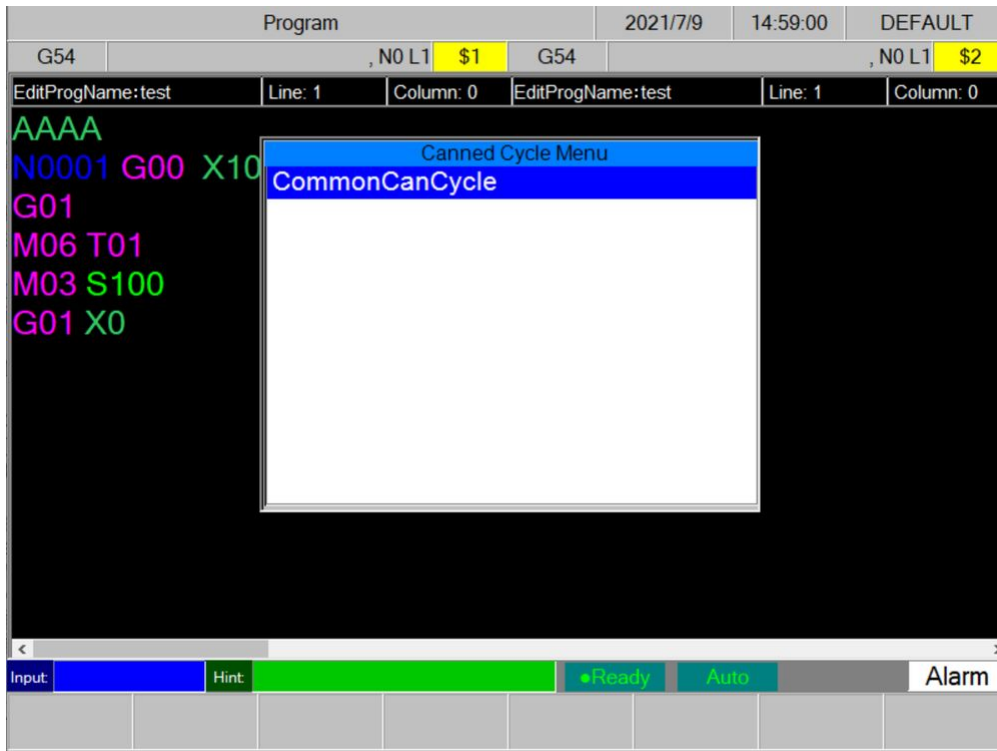 Program 2021/7/9 14:59:00 DEFAULT
G54 , N0 L1 $1 G54 , N0 L1 $2
EditProgName:test Line: 1 Column: 0 EditProgName:test Line: 1 Column: 0
AAAA
N0001 G00 X10
G01
M06 T01
M03 S100
G01 X0
Canned Cycle Menu
CommonCanCycle
Input: Hint: ●Ready Auto Alarm